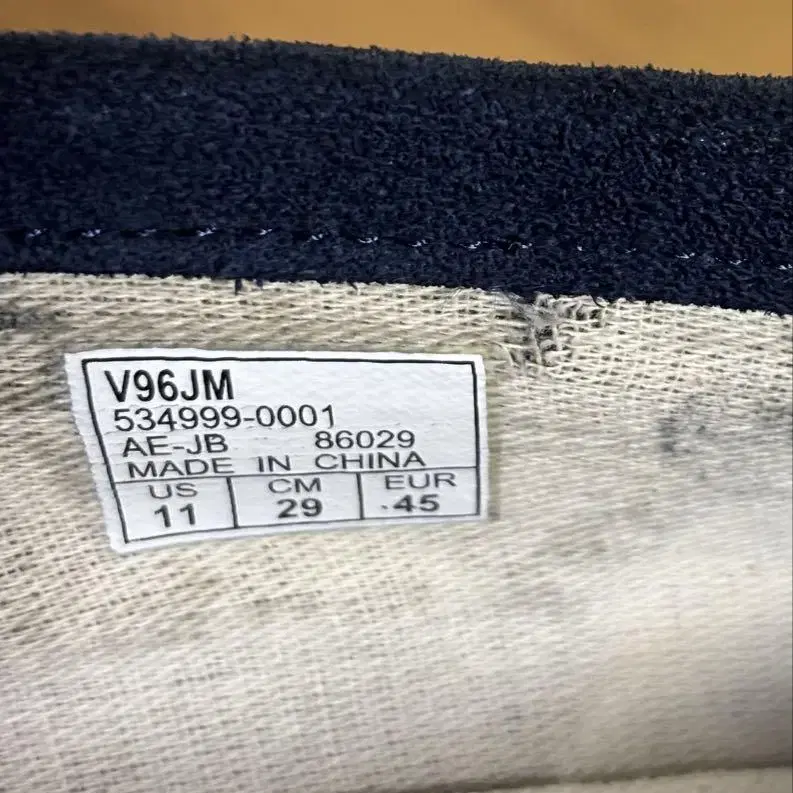 V96JM
534999-0001
AE-JB 86029
MADE IN CHINA
US CM EUR
11 29 45